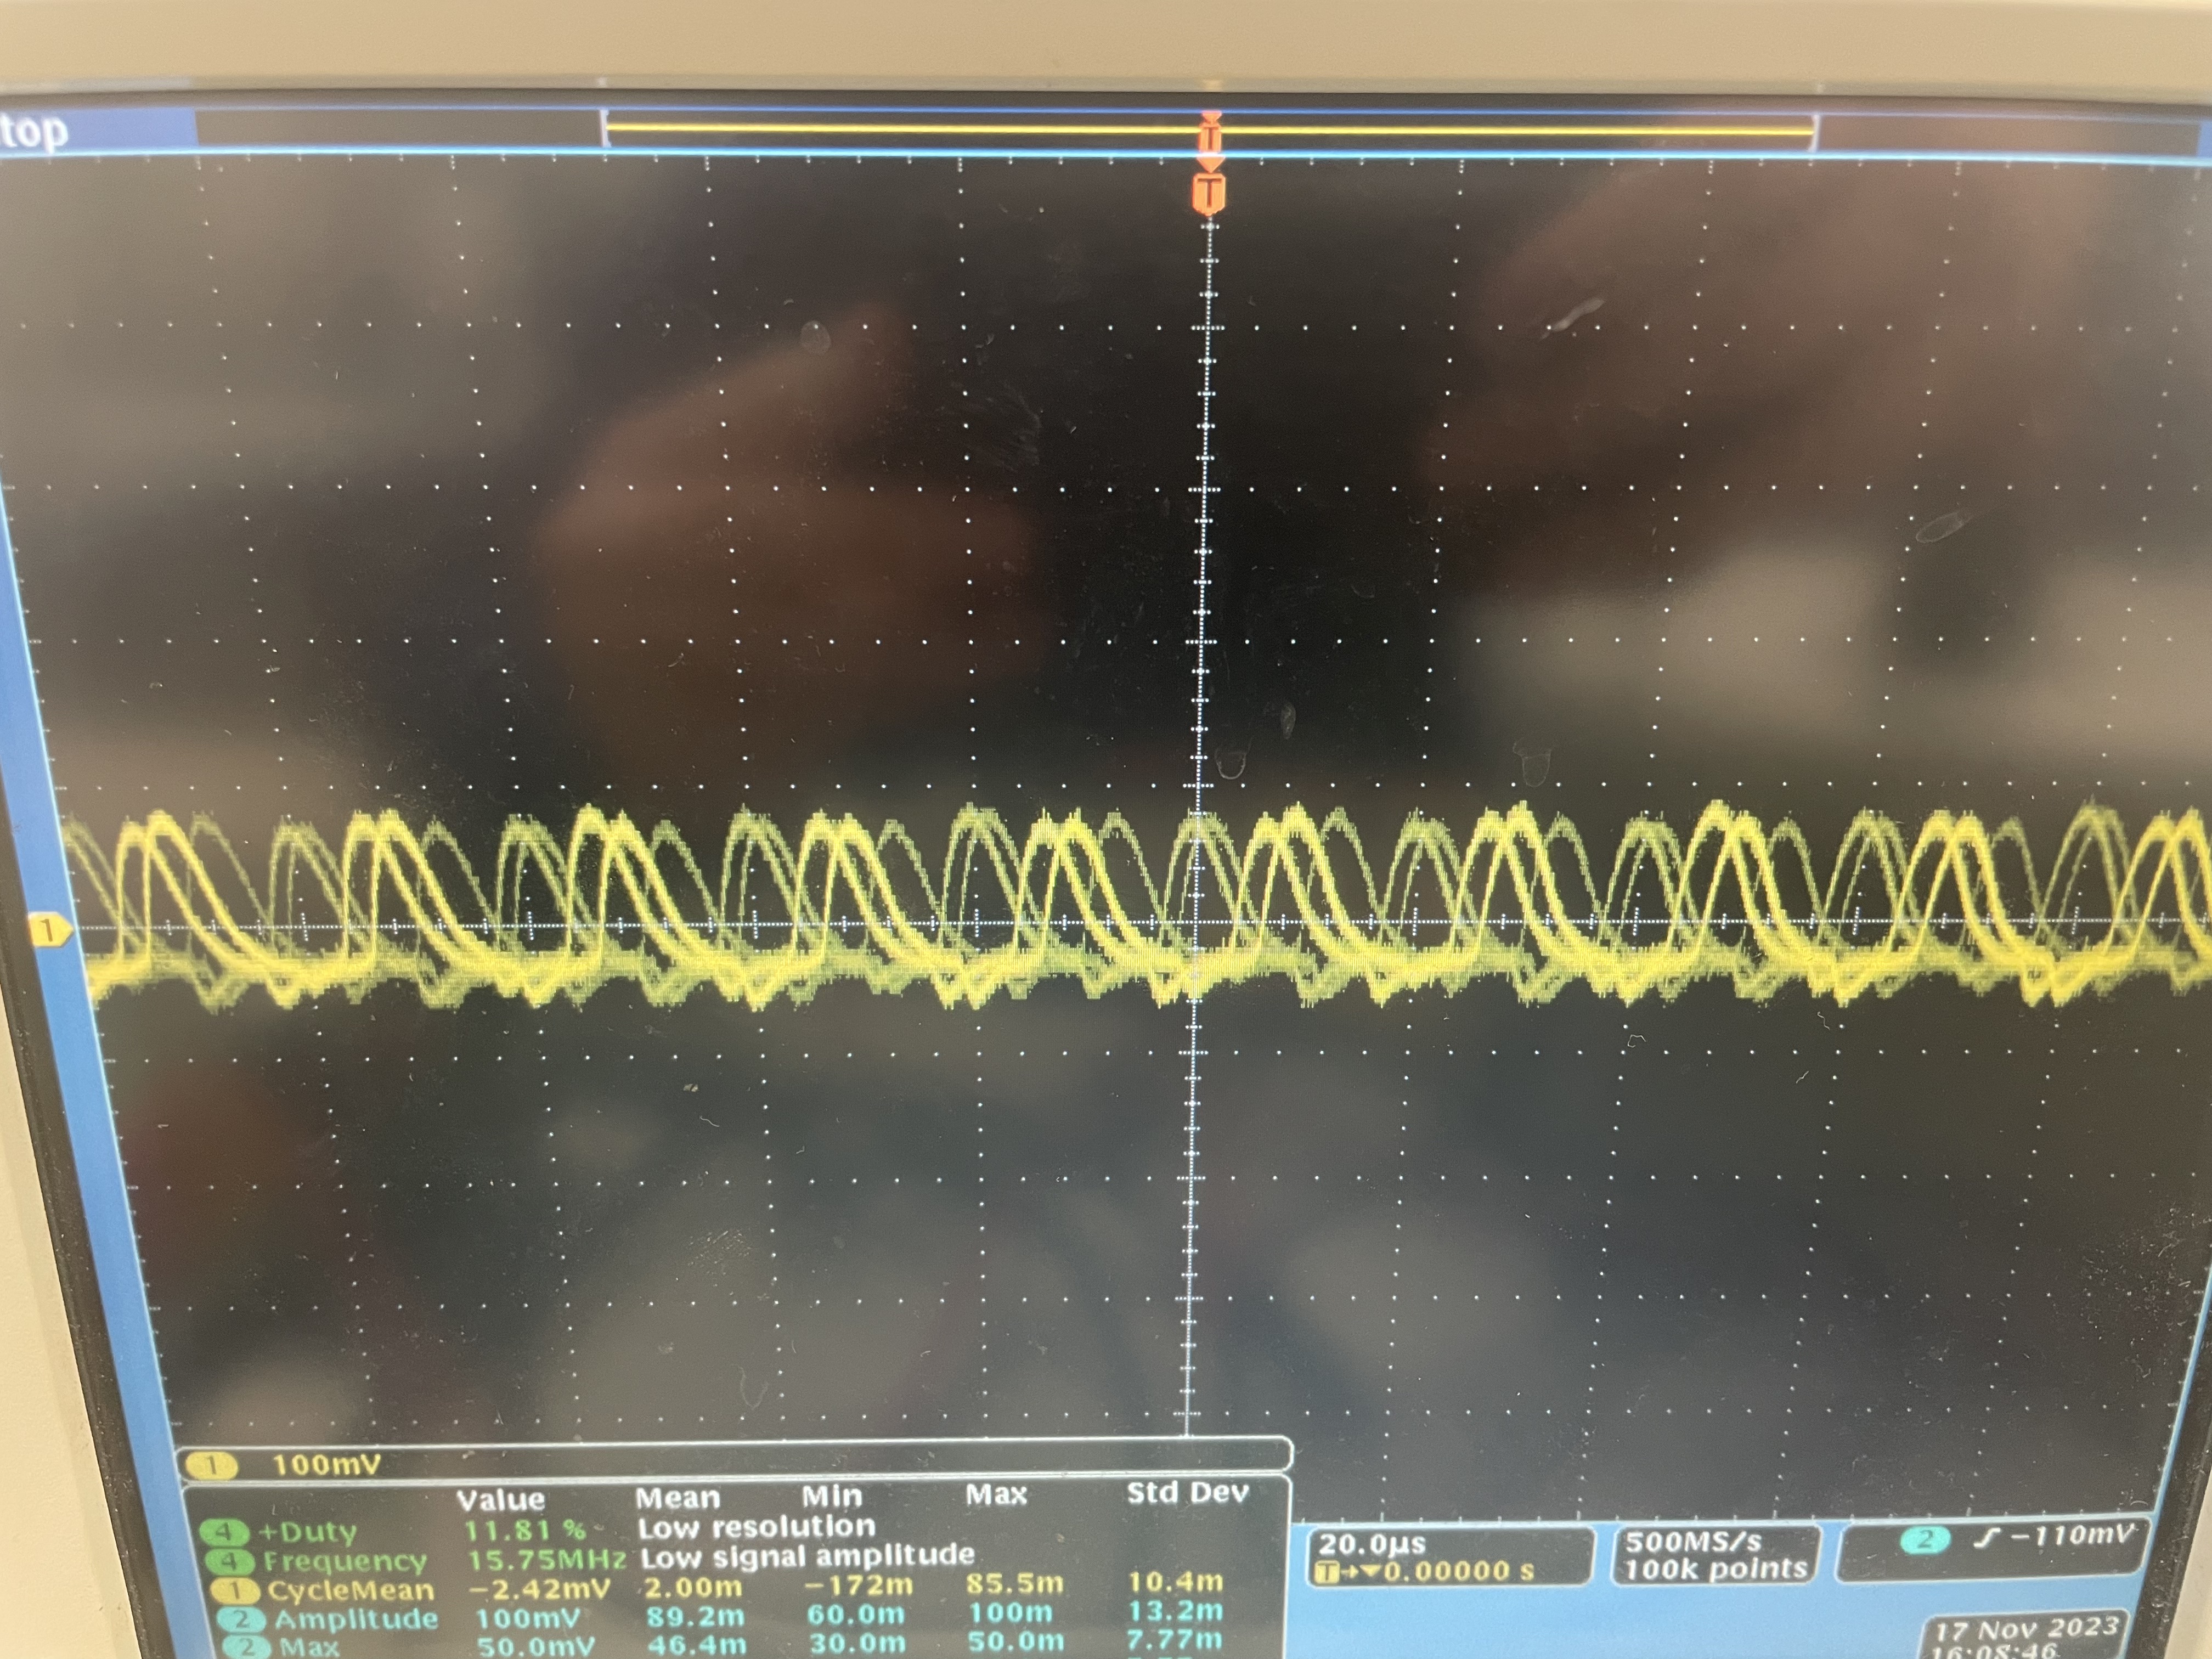 top
T
T
1
1 100mV
Value Mean Min Max Std Dev
4 +Duty 11.81 % Low resolution
4 Frequency 15.75MHz Low signal amplitude
1 CycleMean −2.42mV 2.00m −172m 85.5m 10.4m
2 Amplitude 100mV 89.2m 60.0m 100m 13.2m
2 Max 50.0mV 46.4m 30.0m 50.0m 7.77m
20.0µs
T→▼0.00000 s
500MS/s
100k points
2 −110mV
17 Nov 2023
16:08:46